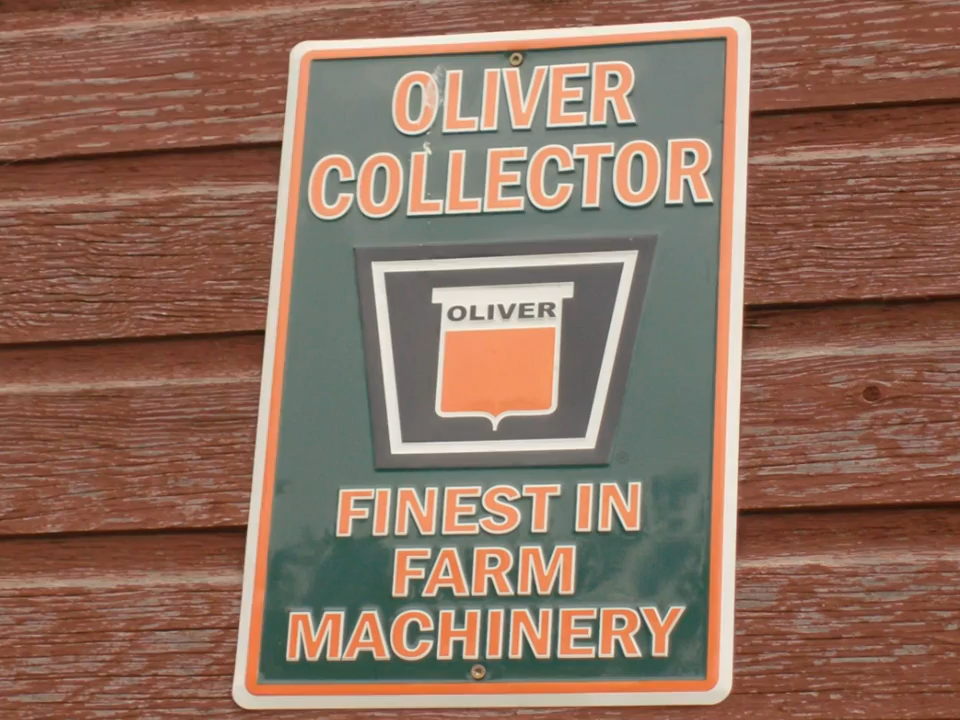 OLIVER
COLLECTOR
OLIVER
®
FINEST IN
FARM
MACHINERY